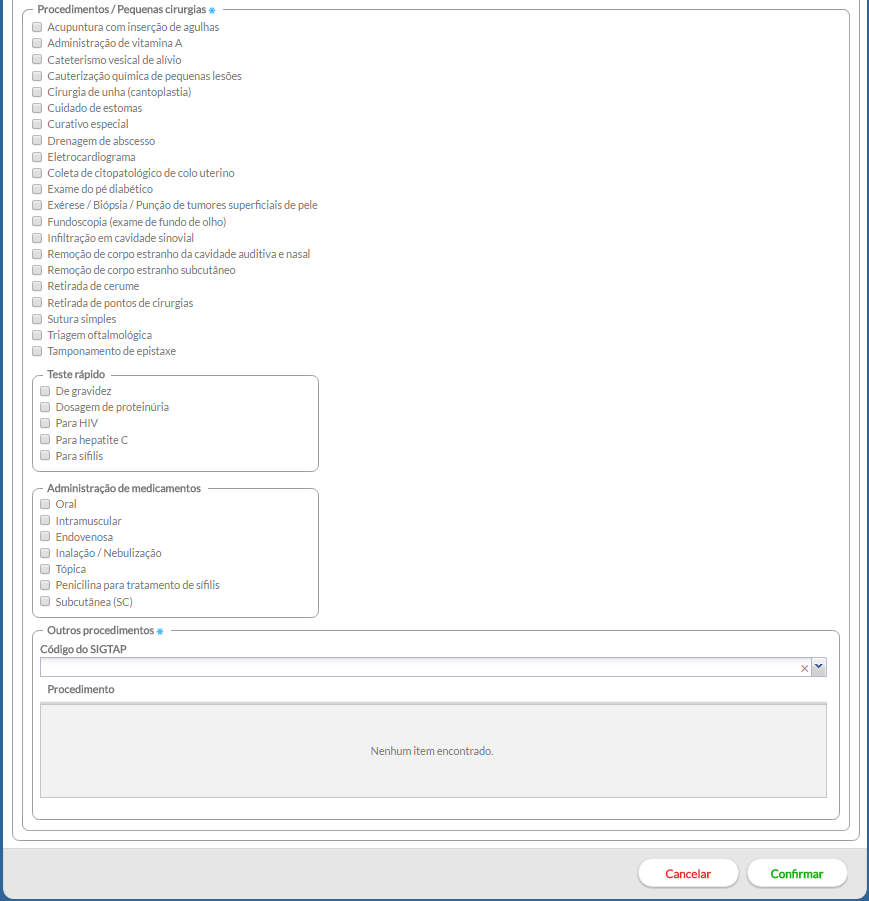 Procedimentos / Pequenas cirurgias *
Acupuntura com inserção de agulhas
Administração de vitamina A
Cateterismo vesical de alívio
Cauterização química de pequenas lesões
Cirurgia de unha (cantoplastia)
Cuidado de estomas
Curativo especial
Drenagem de abscesso
Eletrocardiograma
Coleta de citopatológico de colo uterino
Exame do pé diabético
Exérese / Biópsia / Punção de tumores superficiais de pele
Fundoscopia (exame de fundo de olho)
Infiltração em cavidade sinovial
Remoção de corpo estranho da cavidade auditiva e nasal
Remoção de corpo estranho subcutâneo
Retirada de cerume
Retirada de pontos de cirurgias
Sutura simples
Triagem oftalmológica
Tamponamento de epistaxe
Teste rápido
De gravidez
Dosagem de proteinúria
Para HIV
Para hepatite C
Para sífilis
Administração de medicamentos
Oral
Intramuscular
Endovenosa
Inalação / Nebulização
Tópica
Penicilina para tratamento de sífilis
Subcutânea (SC)
Outros procedimentos *
Código do SIGTAP
Procedimento
Nenhum item encontrado.
Cancelar Confirmar